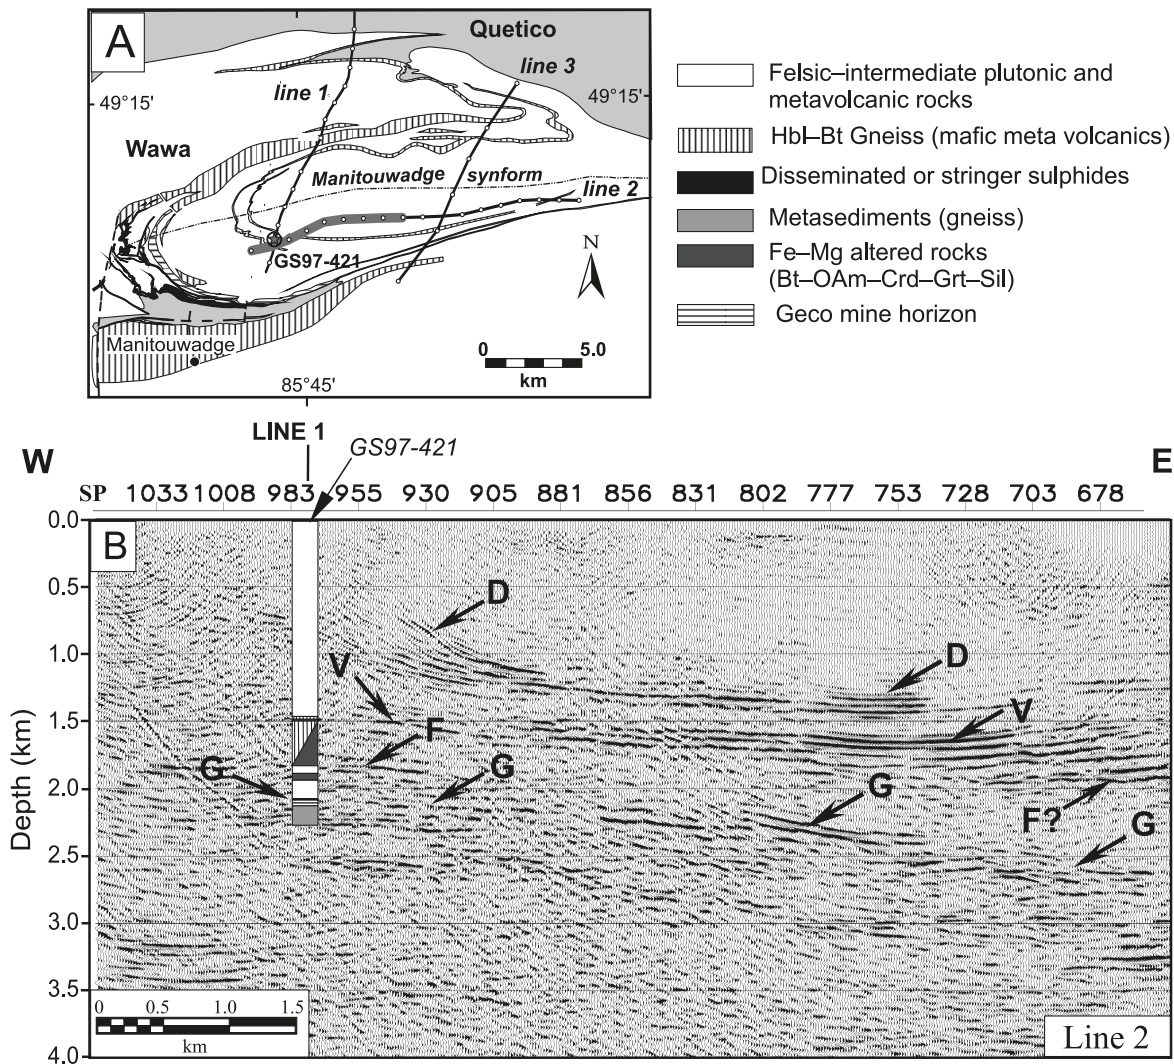 A
Quetico
line 3
line 1
49°15'
49°15'
Wawa
Manitouwadge synform
line 2
GS97-421
N
Manitouwadge
0 5.0
km
85°45'
Felsic–intermediate plutonic and
metavolcanic rocks
Hbl–Bt Gneiss (mafic meta volcanics)
Disseminated or stringer sulphides
Metasediments (gneiss)
Fe–Mg altered rocks
(Bt–OAm–Crd–Grt–Sil)
Geco mine horizon
LINE 1
GS97-421
W
E
SP 1033 1008 983 955 930 905 881 856 831 802 777 753 728 703 678
B
Depth (km)
0.0
0.5
1.0
1.5
2.0
2.5
3.0
3.5
4.0
D
D
V
V
F
G
G
G
F?
G
0 0.5 1.0 1.5
km
Line 2